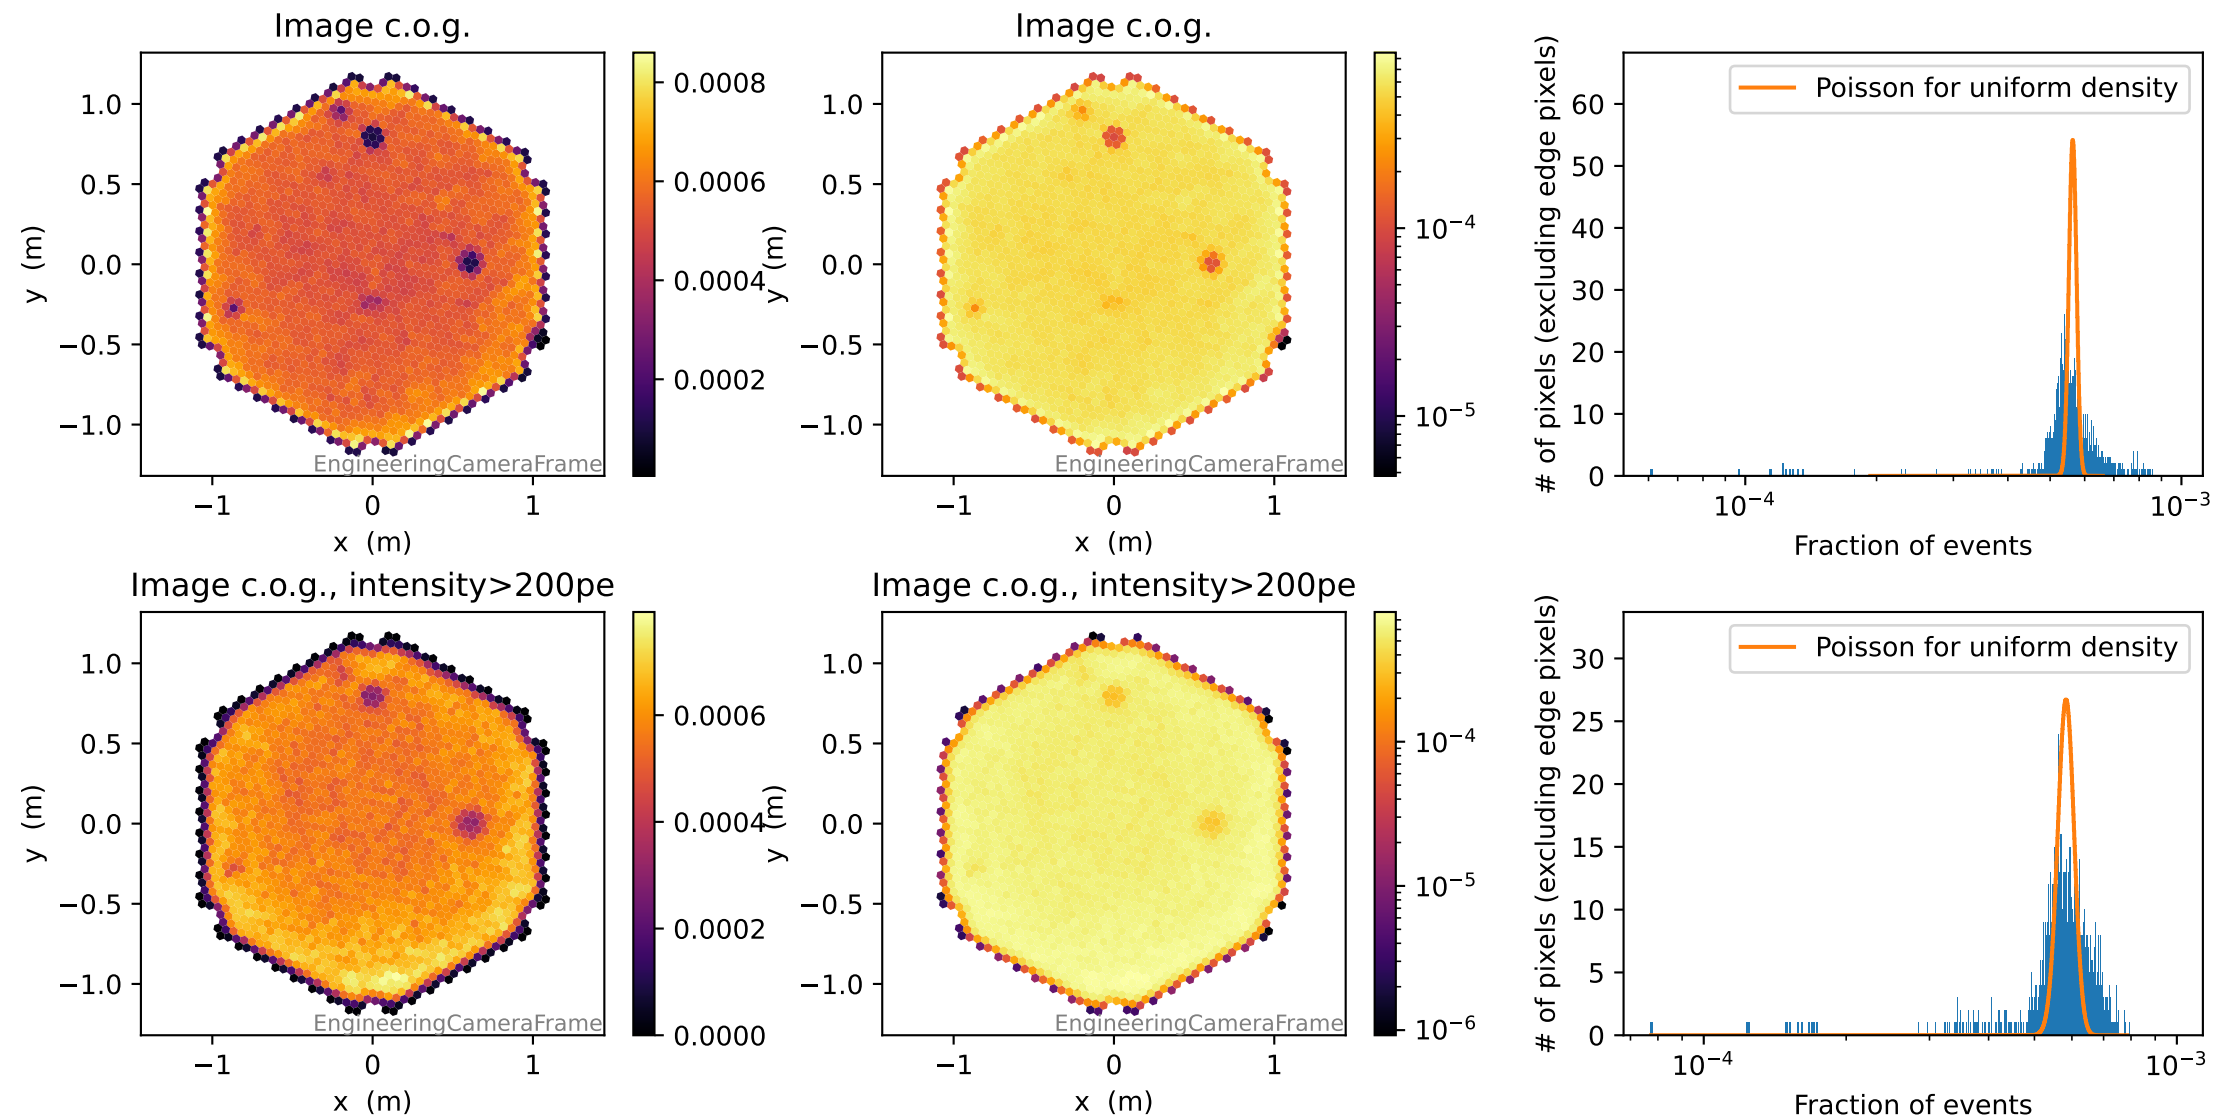 Image c.o.g.
1.0
0.5
0.0
−0.5
−1.0
y (m)
−1
0
1
x (m)
EngineeringCameraFrame
0.0008
0.0006
0.0004
0.0002
Image c.o.g.
1.0
0.5
0.0
−0.5
−1.0
y (m)
−1
0
1
x (m)
EngineeringCameraFrame
10⁻⁴
10⁻⁵
# of pixels (excluding edge pixels)
60
50
40
30
20
10
0
Poisson for uniform density
10⁻⁴
10⁻³
Fraction of events
Image c.o.g., intensity>200pe
1.0
0.5
0.0
−0.5
−1.0
y (m)
−1
0
1
x (m)
EngineeringCameraFrame
0.0006
0.0004
0.0002
0.0000
Image c.o.g., intensity>200pe
1.0
0.5
0.0
−0.5
−1.0
y (m)
−1
0
1
x (m)
EngineeringCameraFrame
10⁻⁴
10⁻⁵
10⁻⁶
# of pixels (excluding edge pixels)
30
25
20
15
10
5
0
Poisson for uniform density
10⁻⁴
10⁻³
Fraction of events